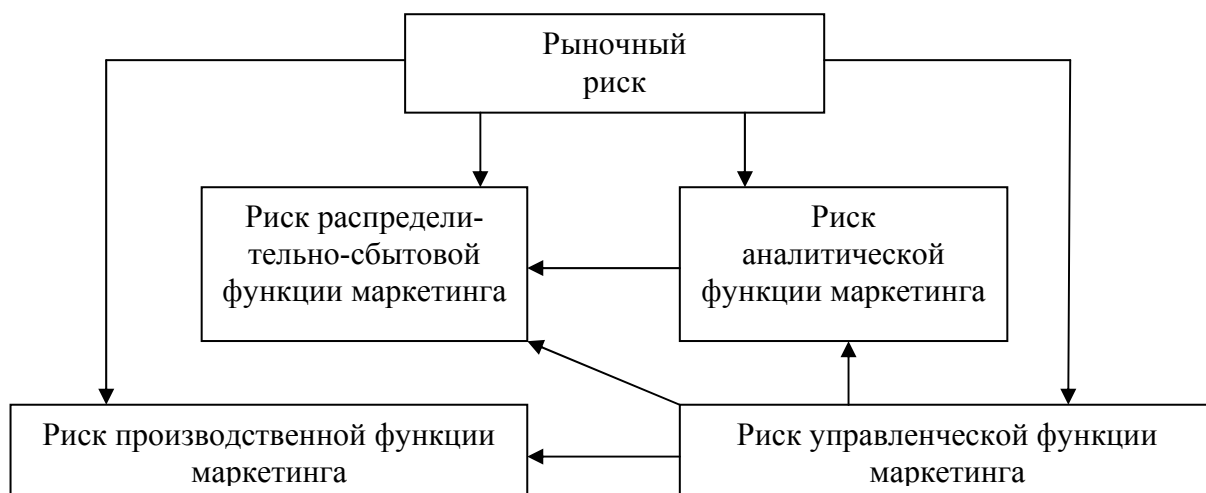 Рыночный
риск
Риск распредели-
тельно-сбытовой
функции маркетинга
Риск
аналитической
функции маркетинга
Риск производственной функции
маркетинга
Риск управленческой функции
маркетинга